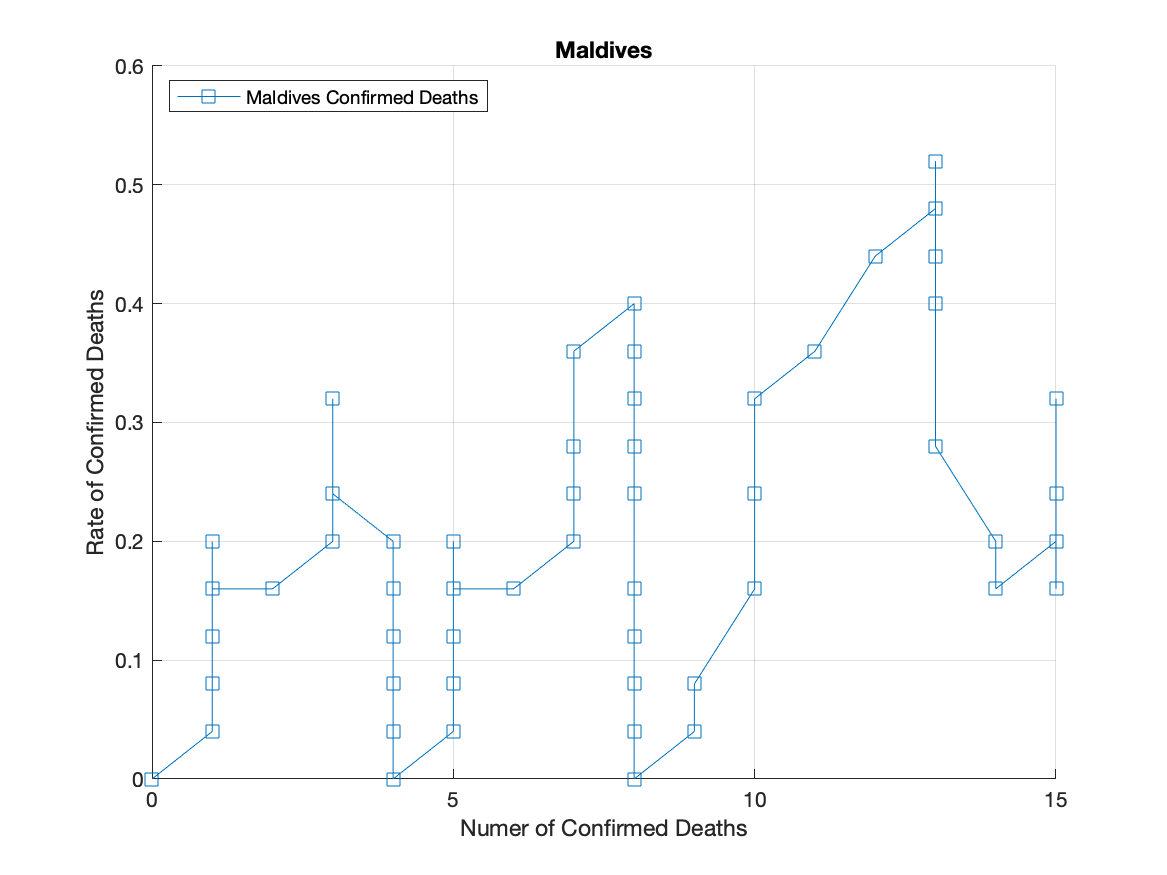 Maldives
Maldives Confirmed Deaths
Rate of Confirmed Deaths
0.6
0.5
0.4
0.3
0.2
0.1
0
0 5 10 15
Numer of Confirmed Deaths